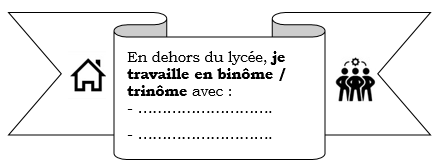 En dehors du lycée, je
travaille en binôme /
trinôme avec :
- ………………………
- ………………………